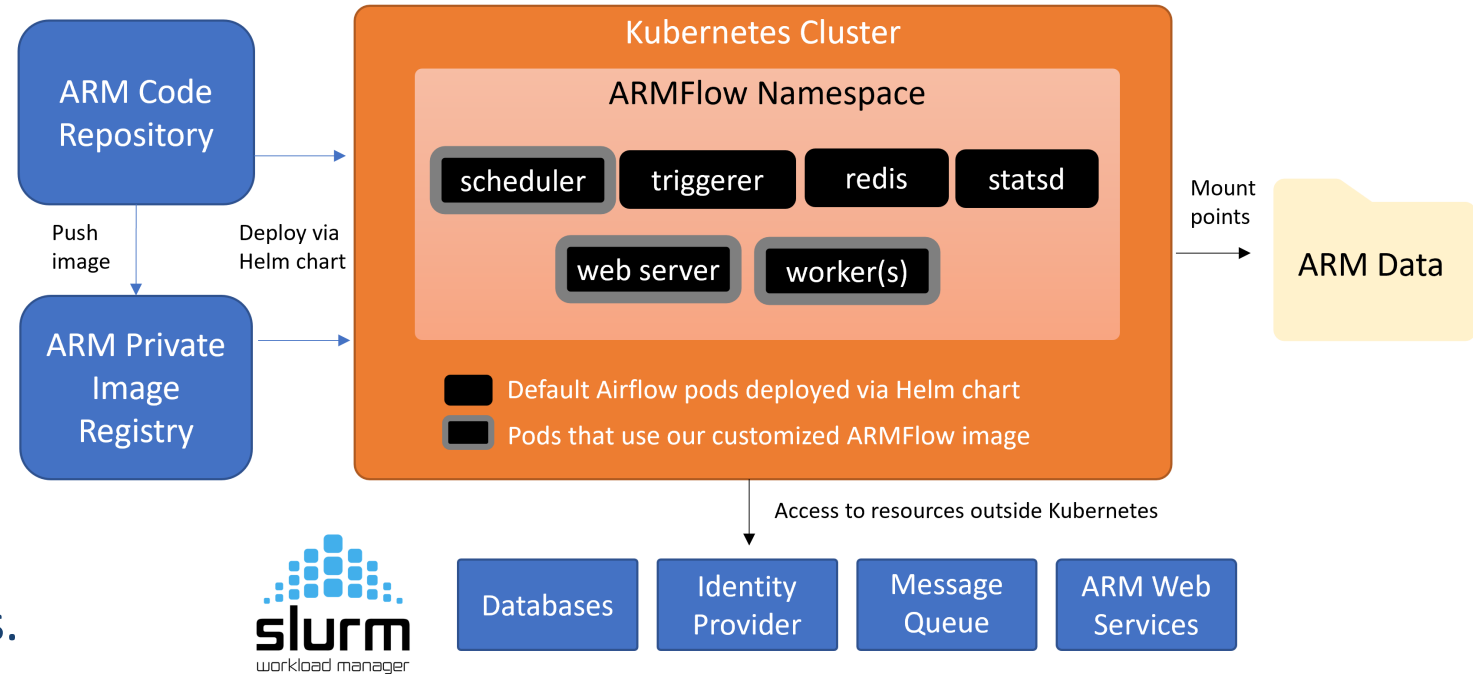 Kubernetes Cluster
ARMFlow Namespace
ARM Code
Repository
scheduler
triggerer
redis
statsd
web server
worker(s)
Push
image
Deploy via
Helm chart
ARM Private
Image
Registry
Mount
points
ARM Data
Default Airflow pods deployed via Helm chart
Pods that use our customized ARMFlow image
Access to resources outside Kubernetes
s.
slurm
workload manager
Databases
Identity
Provider
Message
Queue
ARM Web
Services